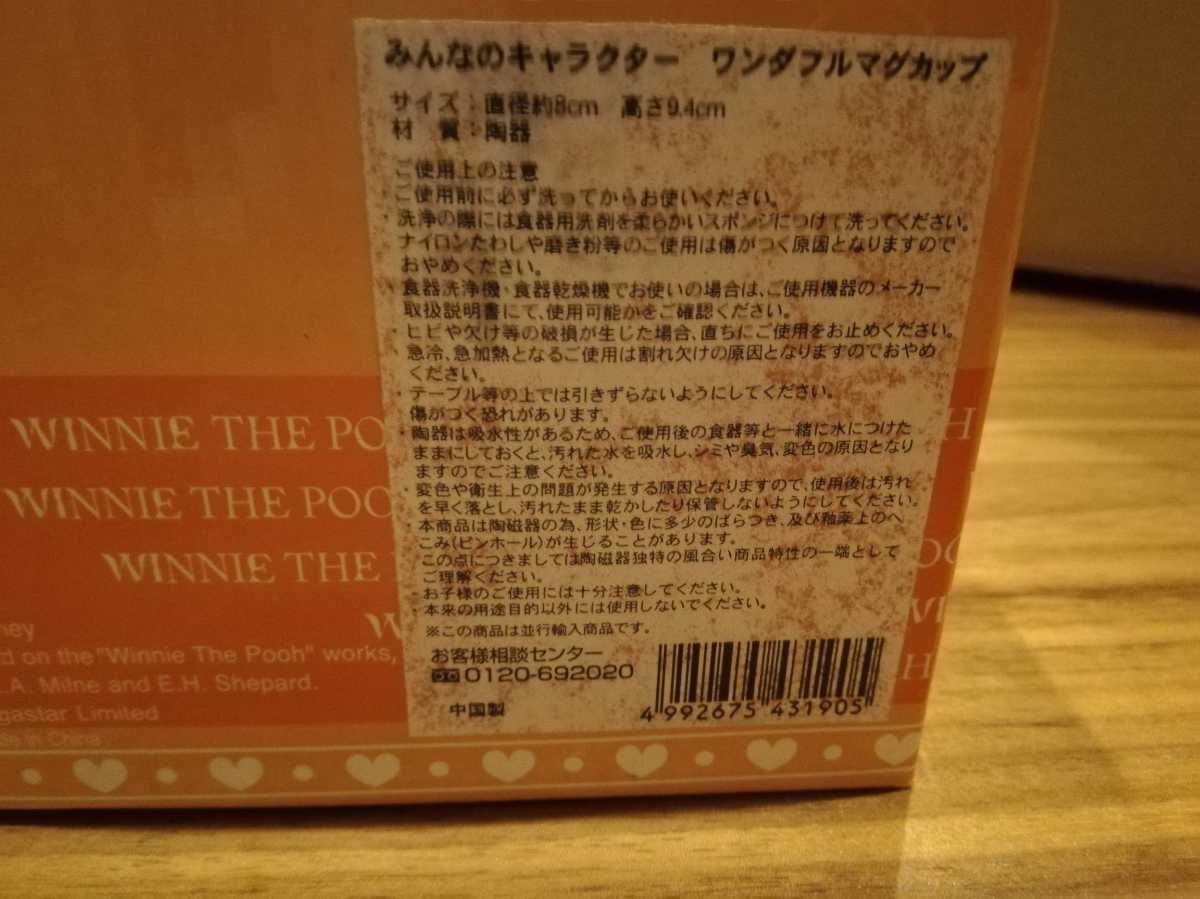 みんなのキャラクター ワンダフルマグカップ
サイズ：直径約8cm 高さ9.4cm
材 質：陶器
ご使用上の注意
・ご使用前に必ず洗ってからお使いください。
・洗浄の際には食器用洗剤を柔らかいスポンジにつけて洗ってください。
ナイロンたわしや磨き粉等のご使用は傷がつく原因となりますので
おやめください。
・食器洗浄機・食器乾燥機でお使いの場合は、ご使用機器のメーカー
取扱説明書にて、使用可能かをご確認ください。
・ヒビや欠け等の破損が生じた場合、直ちにご使用をお止めください。
・急冷、急加熱となるご使用は割れ欠けの原因となりますのでおやめ
ください。
・テーブル等の上では引きずらないようにしてください。
傷がつく恐れがあります。
・陶器は吸水性があるため、ご使用後の食器等と一緒に水につけた
ままにしておくと、汚れた水を吸水し、シミや臭気、変色の原因となり
ますのでご注意ください。
・変色や衛生上の問題が発生する原因となりますので、使用後は汚れ
を早く落とし、汚れたまま乾かしたり保管しないようにしてください。
・本商品は陶磁器の為、形状・色に多少のばらつき、及び釉薬上のへ
こみ(ピンホール)が生じることがあります。
この点につきましては陶磁器独特の風合い商品特性の一端として
ご理解ください。
・お子様のご使用には十分注意してください。
・本来の用途目的以外には使用しないでください。
※この商品は並行輸入商品です。
お客様相談センター
0120-692020
中国製
4 992675 431905
WINNIE THE PO
H
WINNIE THE POO
WINNIE THE
W
ney
d on the "Winnie The Pooh" works,
.A. Milne and E.H. Shepard.
gastar Limited
in China